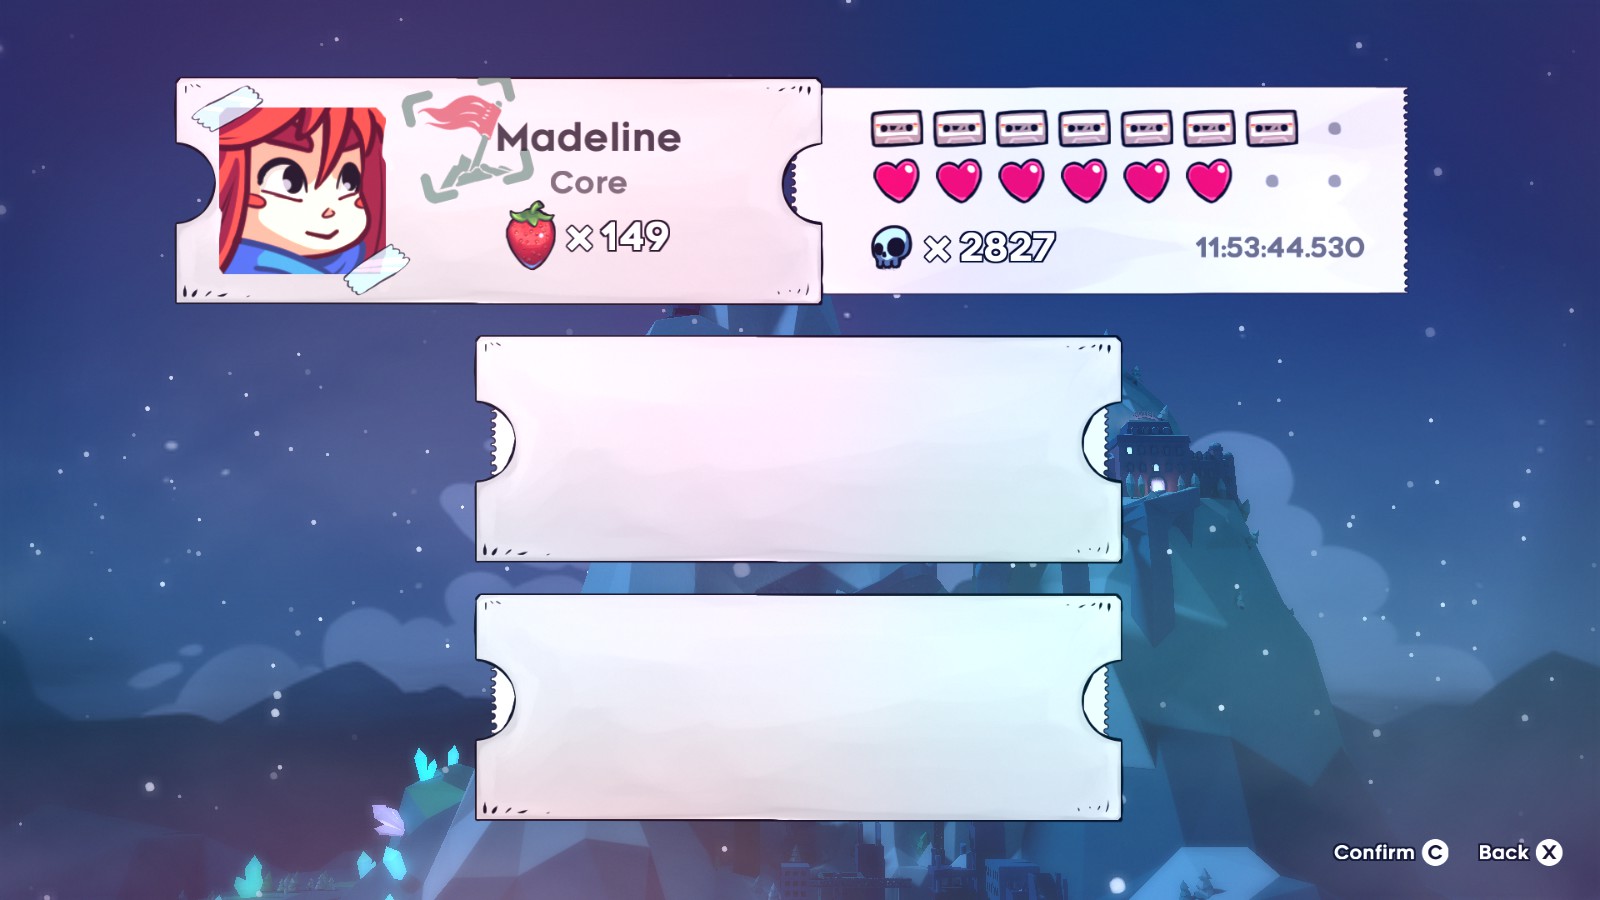 Madeline
Core
× 149
× 2827
11:53:44.530
Confirm C
Back X